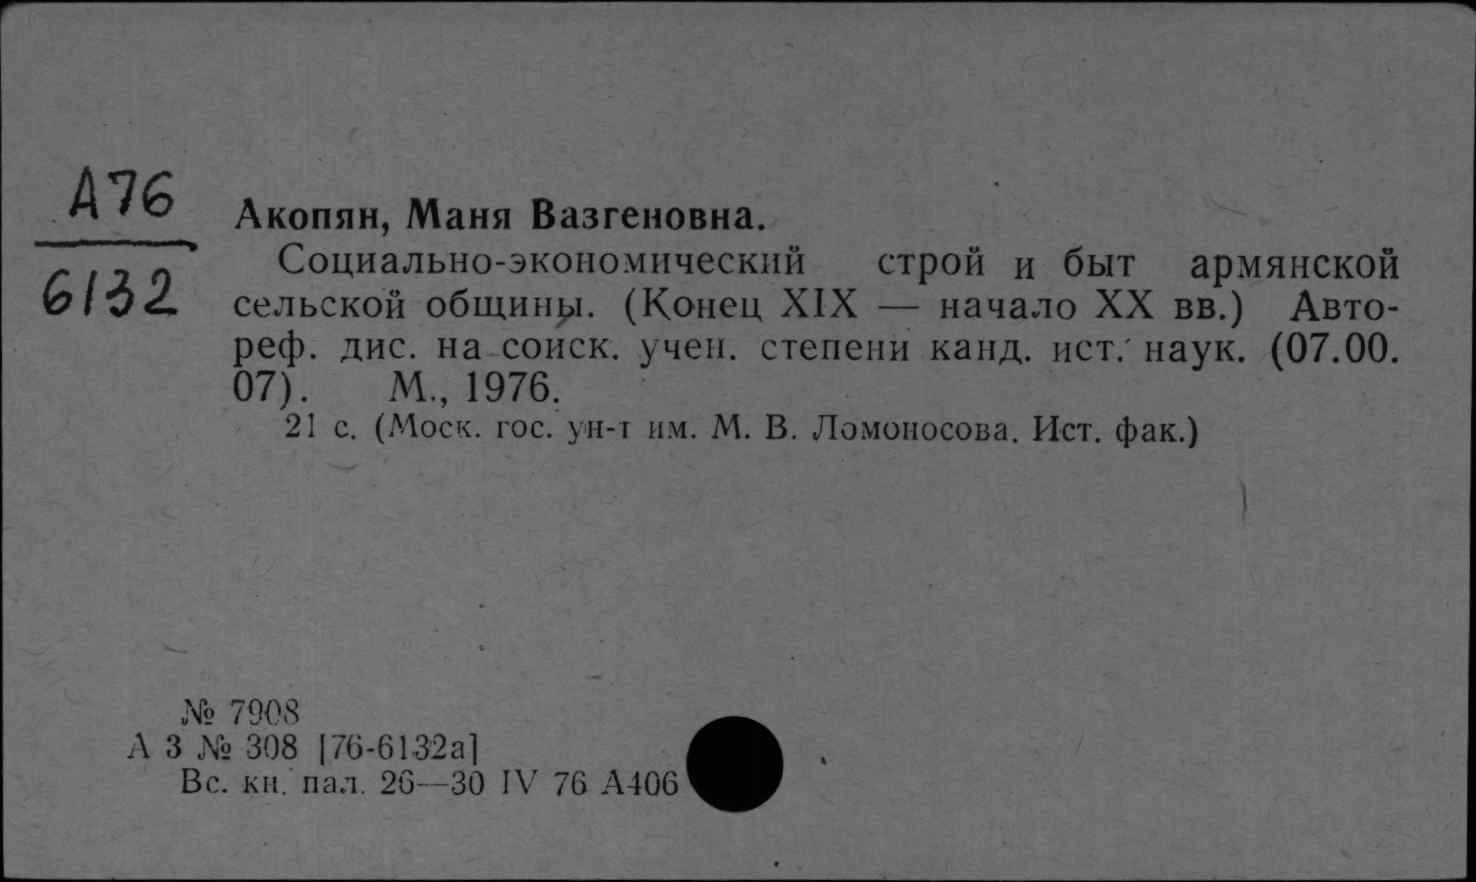 А76
6132
Акопян, Маня Вазгеновна.
Социально-экономический строй и быт армянской
сельской общины. (Конец XIX — начало XX вв.) Авто-
реф. дис. на соиск. учен. степени канд. ист. наук. (07.00.
07). М., 1976.
21 с. (Моск. гос. ун-т им. М. В. Ломоносова. Ист. фак.)
№ 7908
А 3 № 308 [76-6132а]
Вс. кн. пал. 26—30 IV 76 А406